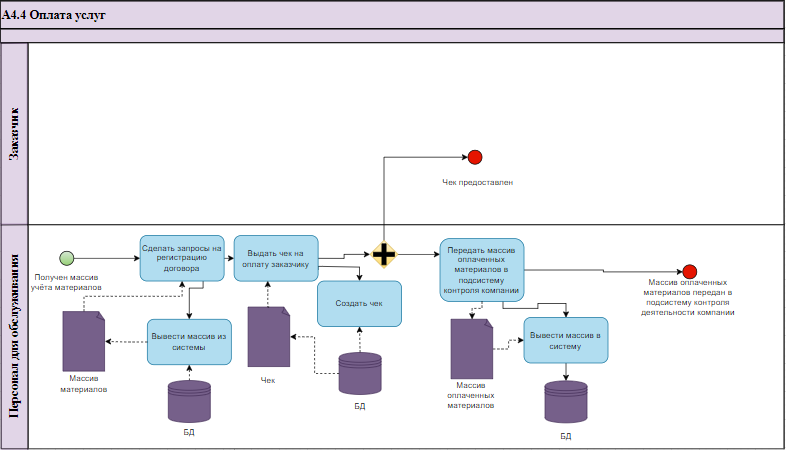 А4.4 Оплата услуг
Заказчик
Чек предоставлен
Персонал для обслуживания
Получен массив
учёта материалов
Сделать запросы на
регистрацию
договора
Выдать чек на
оплату заказчику
Передать массив
оплаченных
материалов в
подсистему
контроля компании
Массив оплаченных
материалов передан в
подсистему контроля
деятельности компании
Создать чек
Вывести массив из
системы
Вывести массив в
систему
Массив
материалов
Чек
БД
Массив
оплаченных
материалов
БД
БД